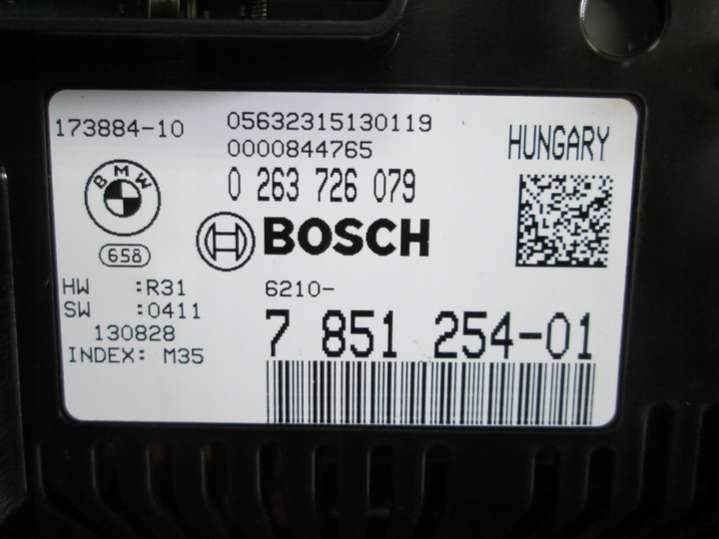 173884-10
05632315130119
0000844765
HUNGARY
0 263 726 079
BMW
BOSCH
658
HW :R31
SW :0411
130828
INDEX: M35
6210-
7 851 254-01